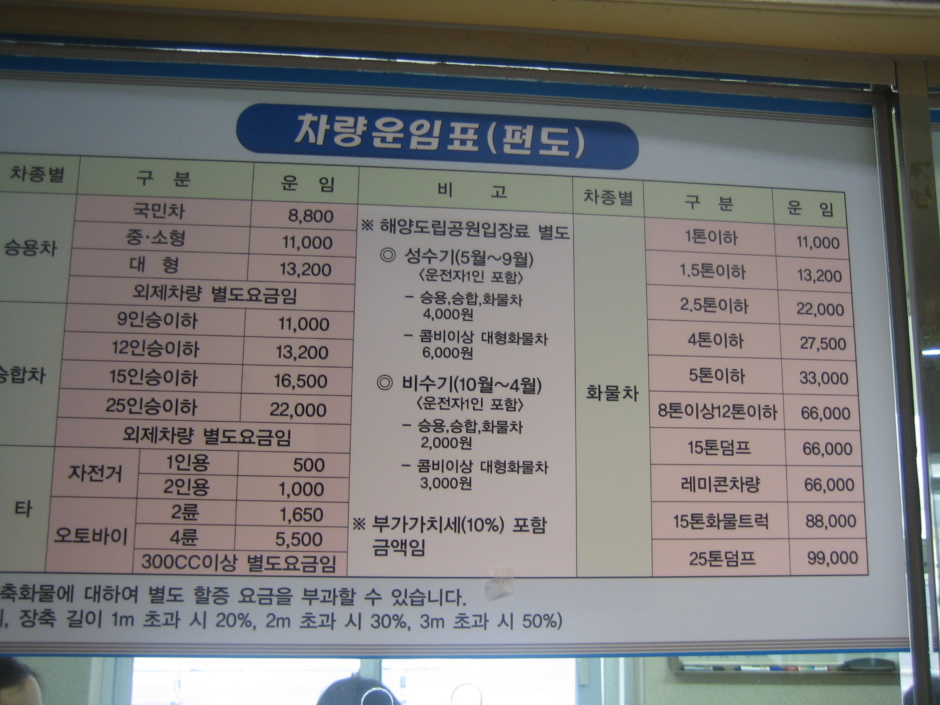 차량운임표(편도)
차종별 구 분 운 임 비 고 차종별 구 분 운 임
승용차
국민차 8,800
중·소형 11,000
대 형 13,200
외제차량 별도요금임
9인승이하 11,000
12인승이하 13,200
15인승이하 16,500
25인승이하 22,000
외제차량 별도요금임
타
자전거
1인용 500
2인용 1,000
오토바이
2륜 1,650
4륜 5,500
300CC이상 별도요금임
※ 해양도립공원입장료 별도
◎ 성수기(5월~9월)
〈운전자1인 포함〉
- 승용,승합,화물차
4,000원
- 콤비이상 대형화물차
6,000원
◎ 비수기(10월~4월)
〈운전자1인 포함〉
- 승용,승합,화물차
2,000원
- 콤비이상 대형화물차
3,000원
※ 부가가치세(10%) 포함
금액임
화물차
1톤이하 11,000
1.5톤이하 13,200
2.5톤이하 22,000
4톤이하 27,500
5톤이하 33,000
8톤이상12톤이하 66,000
15톤덤프 66,000
레미콘차량 66,000
15톤화물트럭 88,000
25톤덤프 99,000
축화물에 대하여 별도 할증 요금을 부과할 수 있습니다.
, 장축 길이 1m 초과 시 20%, 2m 초과 시 30%, 3m 초과 시 50%)